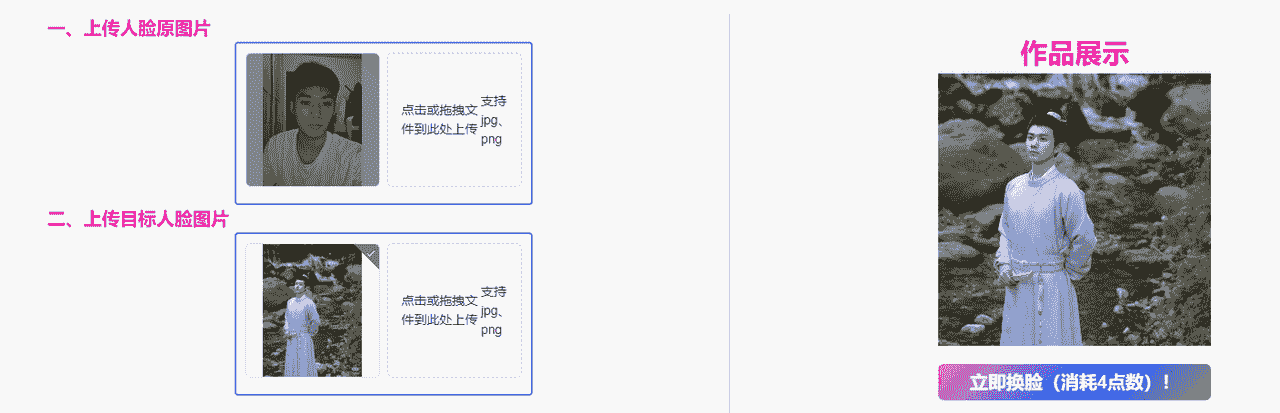 一、上传人脸原图片
点击或拖拽文
件到此处上传
支持
jpg、
png
二、上传目标人脸图片
点击或拖拽文
件到此处上传
支持
jpg、
png
作品展示
立即换脸（消耗4点数）！